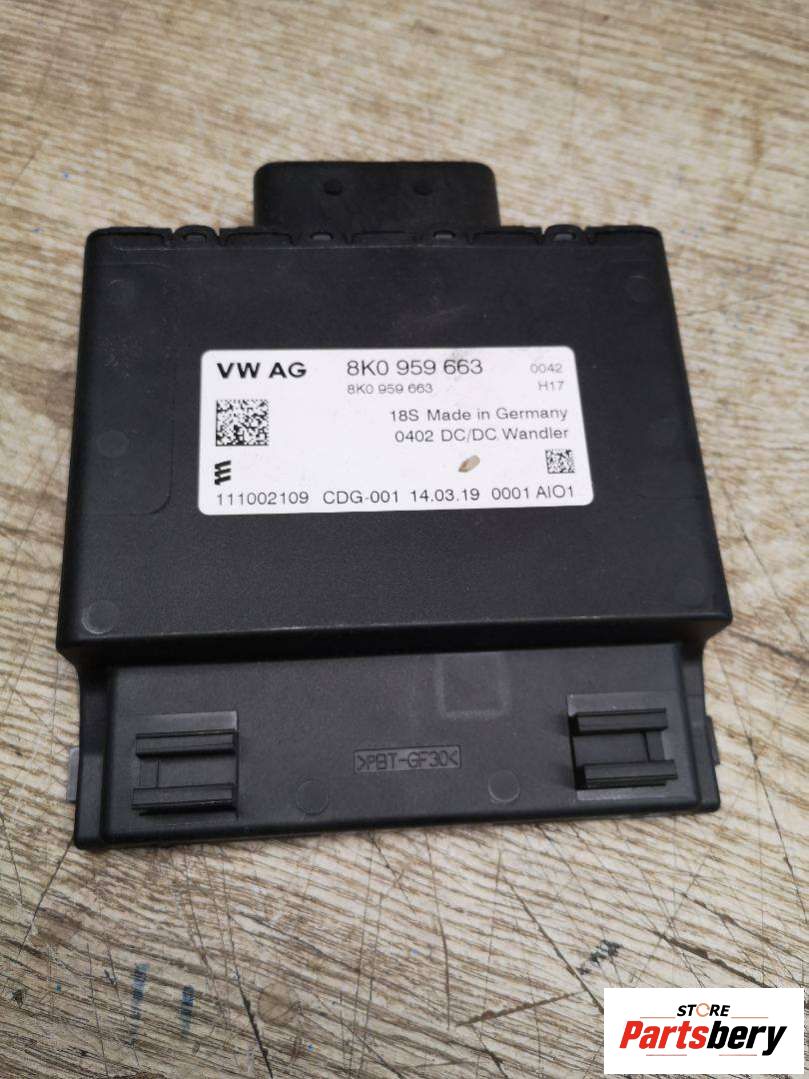 VW AG 8K0 959 663 0042
8K0 959 663 H17
18S Made in Germany
0402 DC/DC Wandler
111002109 CDG-001 14.03.19 0001 AI01
>PBT-GF30<
STORE
Partsbery